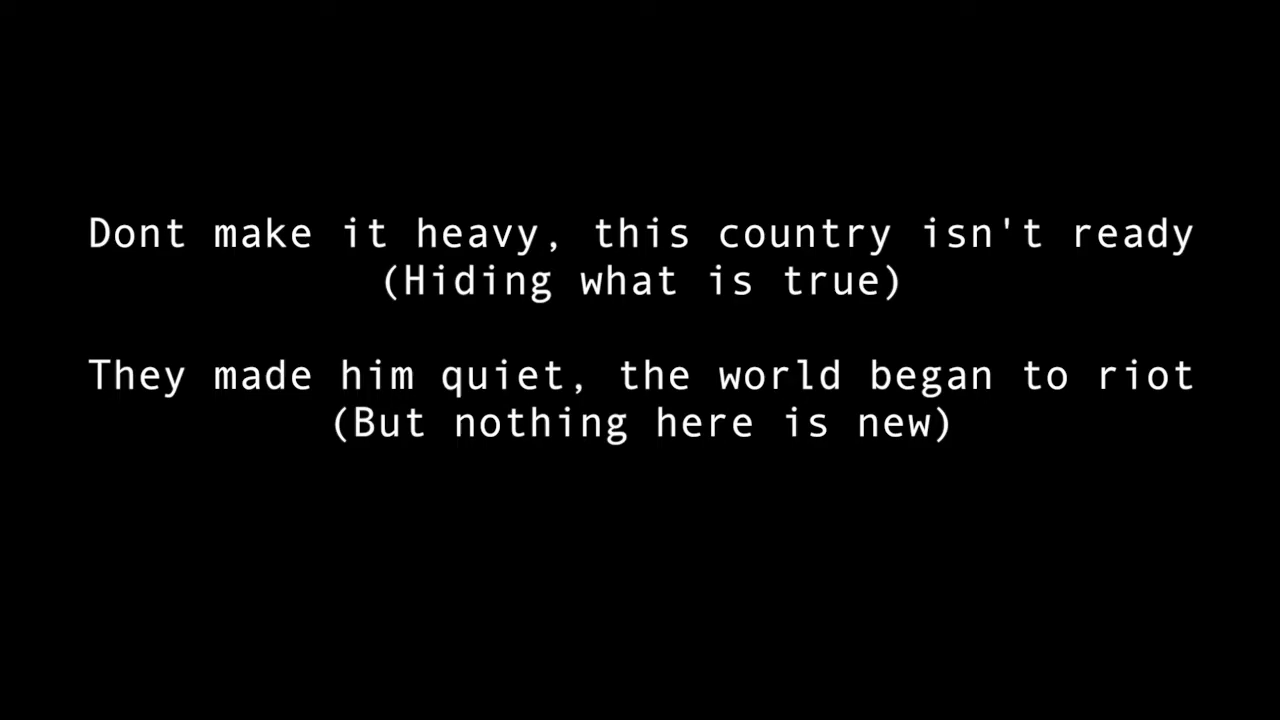 Dont make it heavy, this country isn't ready
(Hiding what is true)
They made him quiet, the world began to riot
(But nothing here is new)